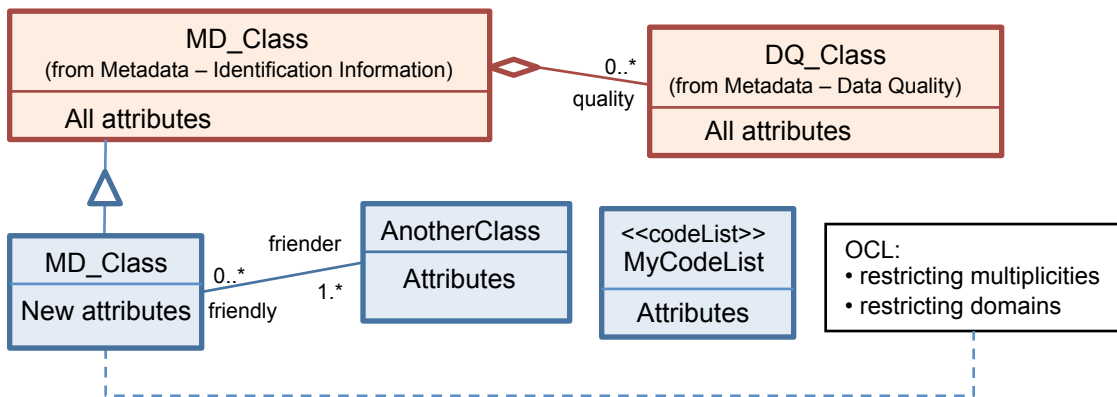 MD_Class
(from Metadata – Identification Information)
All attributes
0..*
quality
DQ_Class
(from Metadata – Data Quality)
All attributes
MD_Class
New attributes
0..*
friendly
friender
1.*
AnotherClass
Attributes
<<codeList>>
MyCodeList
Attributes
OCL:
• restricting multiplicities
• restricting domains